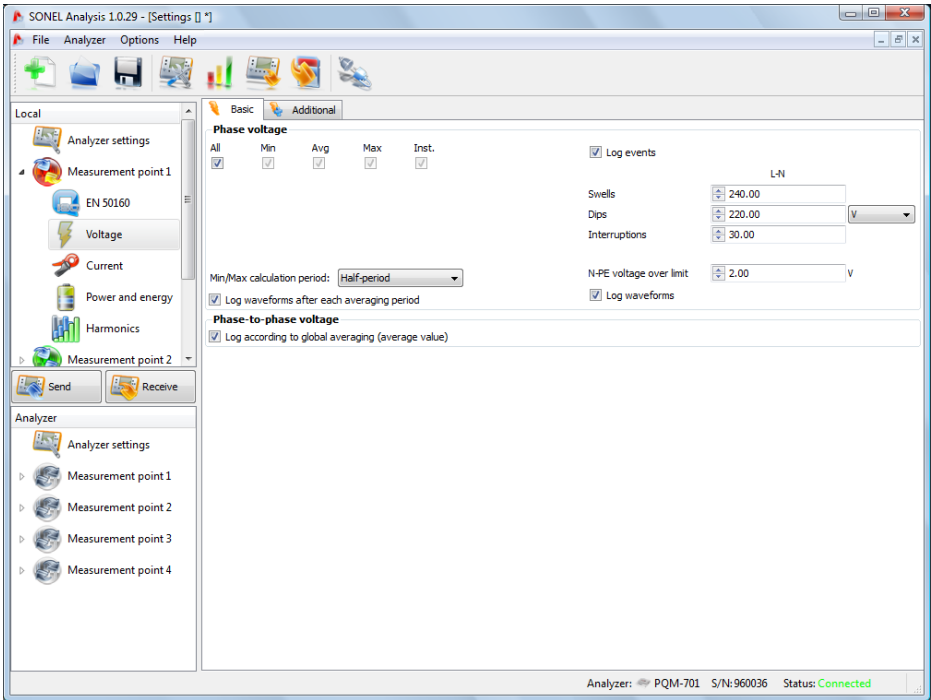 SONEL Analysis 1.0.29 - [Settings [] *]
File Analyzer Options Help
Local
Analyzer settings
Measurement point 1
EN 50160
Voltage
Current
Power and energy
Harmonics
Measurement point 2
Send Receive
Analyzer
Analyzer settings
Measurement point 1
Measurement point 2
Measurement point 3
Measurement point 4
Basic Additional
Phase voltage
All Min Avg Max Inst.
Min/Max calculation period: Half-period
Log waveforms after each averaging period
Log events
L-N
Swells 240.00
Dips 220.00 V
Interruptions 30.00
N-PE voltage over limit 2.00 V
Log waveforms
Phase-to-phase voltage
Log according to global averaging (average value)
Analyzer: PQM-701 S/N: 960036 Status: Connected